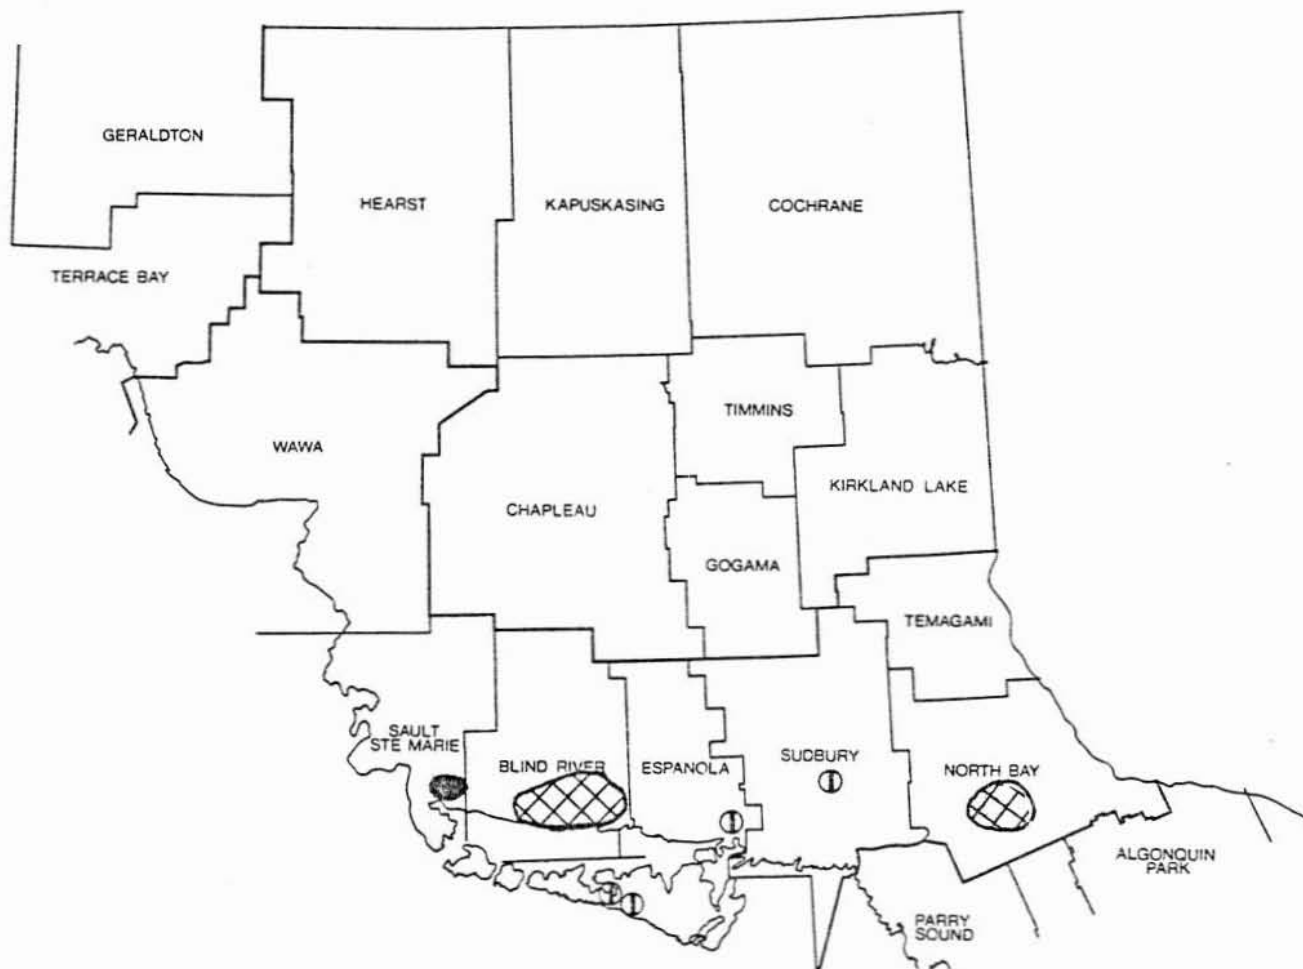 GERALDTON
HEARST
KAPUSKASING
COCHRANE
TERRACE BAY
TIMMINS
WAWA
KIRKLAND LAKE
CHAPLEAU
GOGAMA
TEMAGAMI
SAULT
STE MARIE
BLIND RIVER
ESPANOLA
SUDBURY
NORTH BAY
ALGONQUIN
PARK
PARRY
SOUND